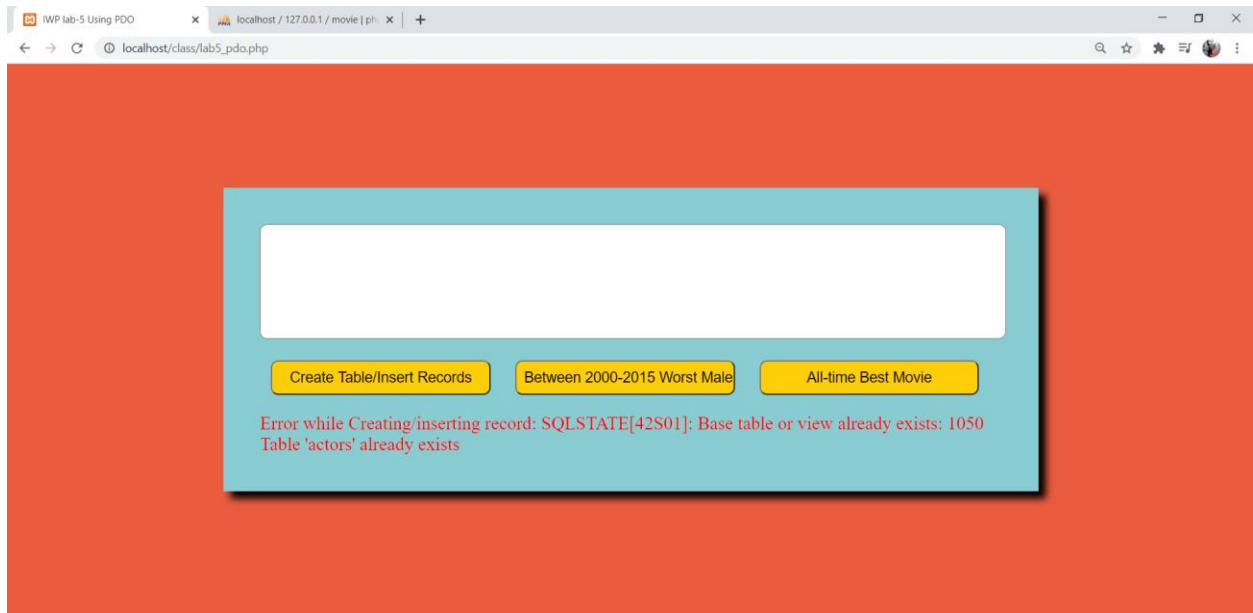 IWP lab-5 Using PDO
localhost / 127.0.0.1 / movie | ph
localhost/class/lab5_pdo.php
Create Table/Insert Records
Between 2000-2015 Worst Male
All-time Best Movie
Error while Creating/inserting record: SQLSTATE[42S01]: Base table or view already exists: 1050
Table 'actors' already exists